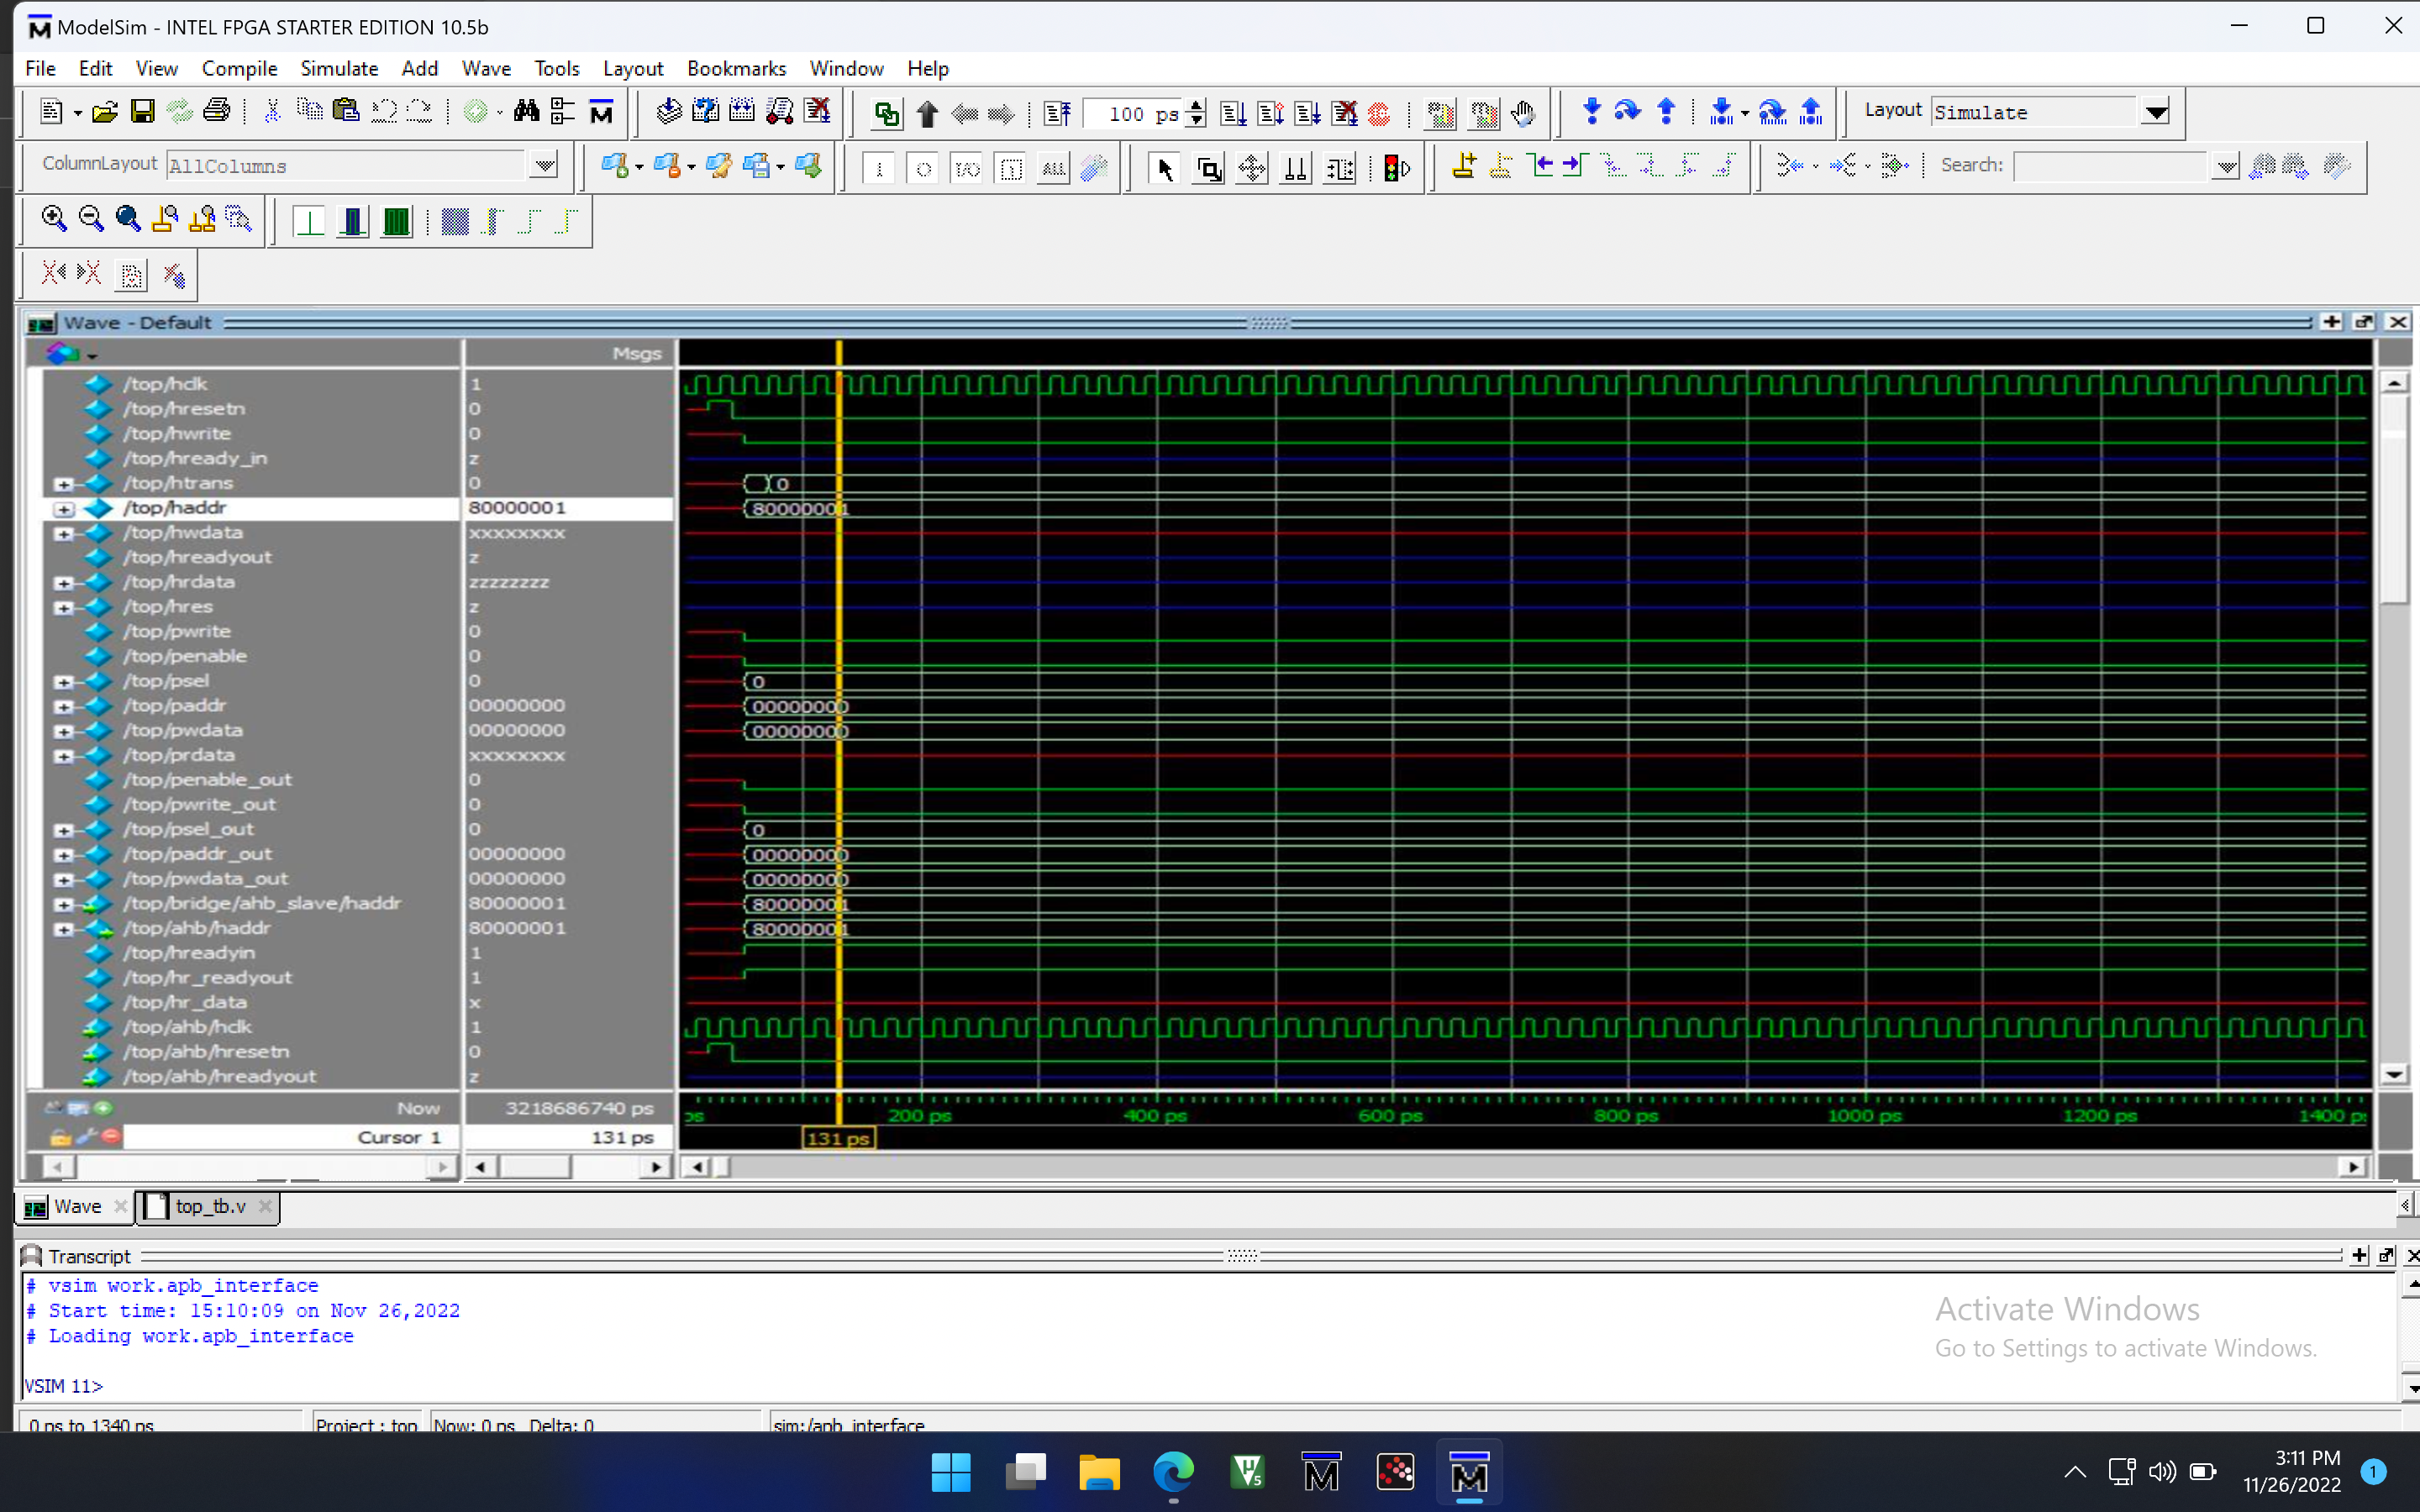 ModelSim - INTEL FPGA STARTER EDITION 10.5b
File Edit View Compile Simulate Add Wave Tools Layout Bookmarks Window Help
100 ps
Layout Simulate
ColumnLayout AllColumns
Search:
Wave - Default
Msgs
/top/hclk 1
/top/hresetn 0
/top/hwrite 0
/top/hready_in z
/top/htrans 0 0
/top/haddr 80000001 80000001
/top/hwdata xxxxxxxx
/top/hreadyout z
/top/hrdata zzzzzzzz
/top/hres z
/top/pwrite 0
/top/penable 0
/top/psel 0 0
/top/paddr 00000000 00000000
/top/pwdata 00000000 00000000
/top/prdata xxxxxxxx
/top/penable_out 0
/top/pwrite_out 0
/top/psel_out 0 0
/top/paddr_out 00000000 00000000
/top/pwdata_out 00000000 00000000
/top/bridge/ahb_slave/haddr 80000001 80000001
/top/ahb/haddr 80000001 80000001
/top/hreadyin 1
/top/hr_readyout 1
/top/hr_data x
/top/ahb/hclk 1
/top/ahb/hresetn 0
/top/ahb/hreadyout z
Now 3218686740 ps ps 200 ps 400 ps 600 ps 800 ps 1000 ps 1200 ps 1400 ps
Cursor 1 131 ps 131 ps
Wave top_tb.v
Transcript
# vsim work.apb_interface
# Start time: 15:10:09 on Nov 26,2022
# Loading work.apb_interface
VSIM 11>
Activate Windows
Go to Settings to activate Windows.
0 ps to 1340 ps Project : top Now: 0 ps Delta: 0 sim:/apb_interface
3:11 PM
11/26/2022
1